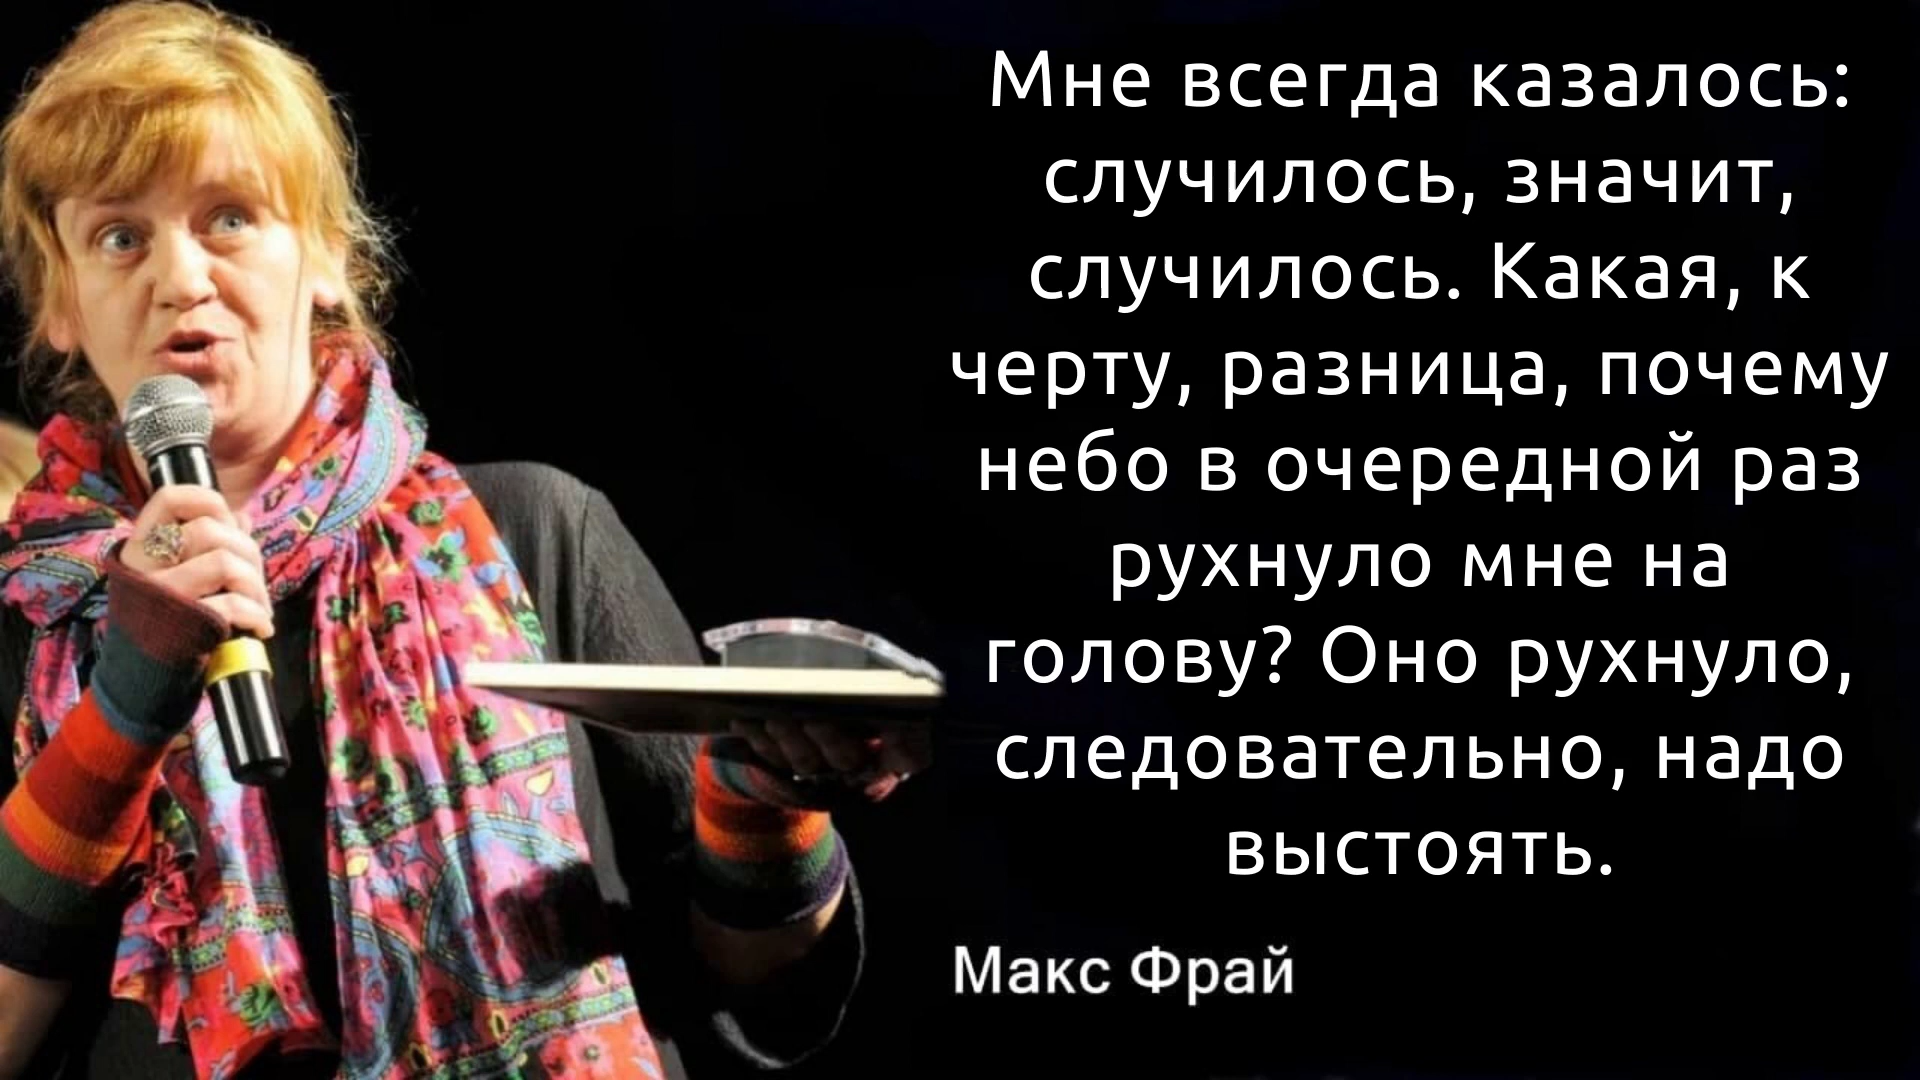 Мне всегда казалось:
случилось, значит,
случилось. Какая, к
черту, разница, почему
небо в очередной раз
рухнуло мне на
голову? Оно рухнуло,
следовательно, надо
выстоять.
Макс Фрай